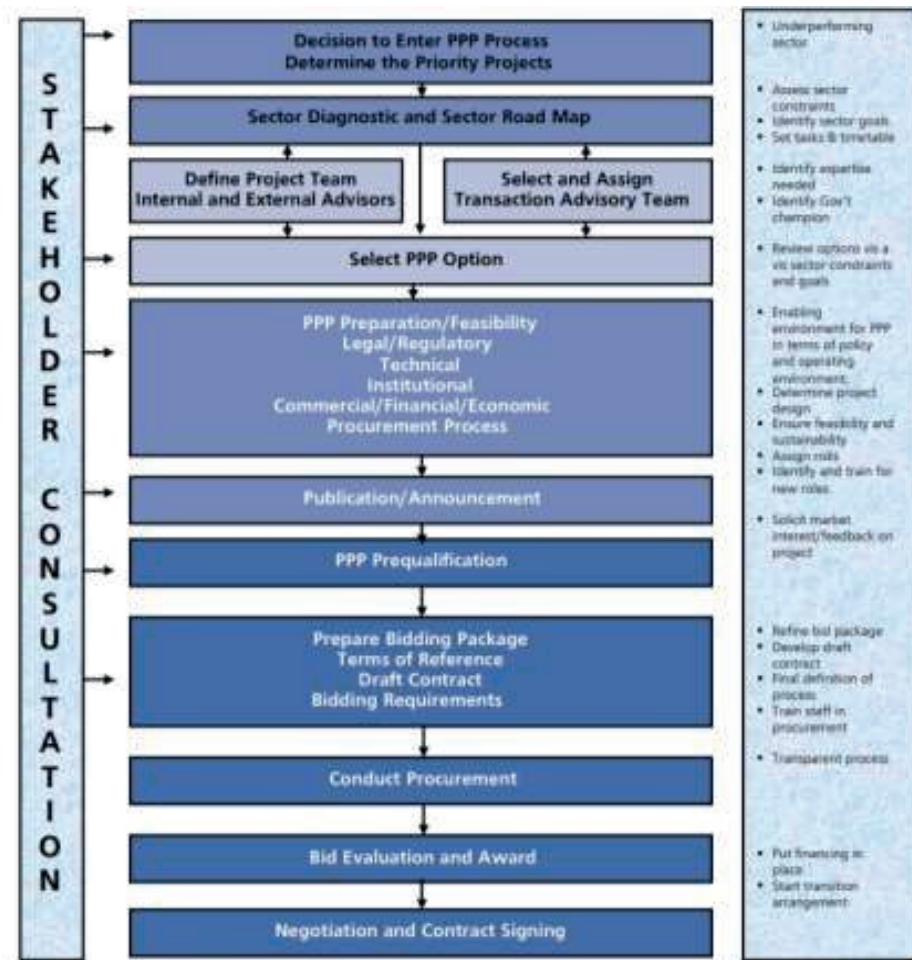 STAKEHOLDER CONSULTATION
Decision to Enter PPP Process
Determine the Priority Projects
Sector Diagnostic and Sector Road Map
Define Project Team
Internal and External Advisors
Select and Assign
Transaction Advisory Team
Select PPP Option
PPP Preparation/Feasibility
Legal/Regulatory
Technical
Institutional
Commercial/Financial/Economic
Procurement Process
Publication/Announcement
PPP Prequalification
Prepare Bidding Package
Terms of Reference
Draft Contract
Bidding Requirements
Conduct Procurement
Bid Evaluation and Award
Negotiation and Contract Signing
• Underperforming
sector
• Assess sector
constraints
• Identify sector goals
• Set tasks & timetable
• Identify expertise
needed
• Identify Gov't
champion
• Review options vis a
vis sector constraints
and goals
• Enabling
environment for PPP
in terms of policy
and operating
environment.
• Determine project
design
• Ensure feasibility and
sustainability
• Assign
• Identify and train for
new roles.
• Solicit market
interest/feedback on
project
• Refine bid package
• Develop draft
contract
• Final definition of
process
• Train staff in
procurement
• Transparent process
• Put financing in
place
• Start transition
arrangement